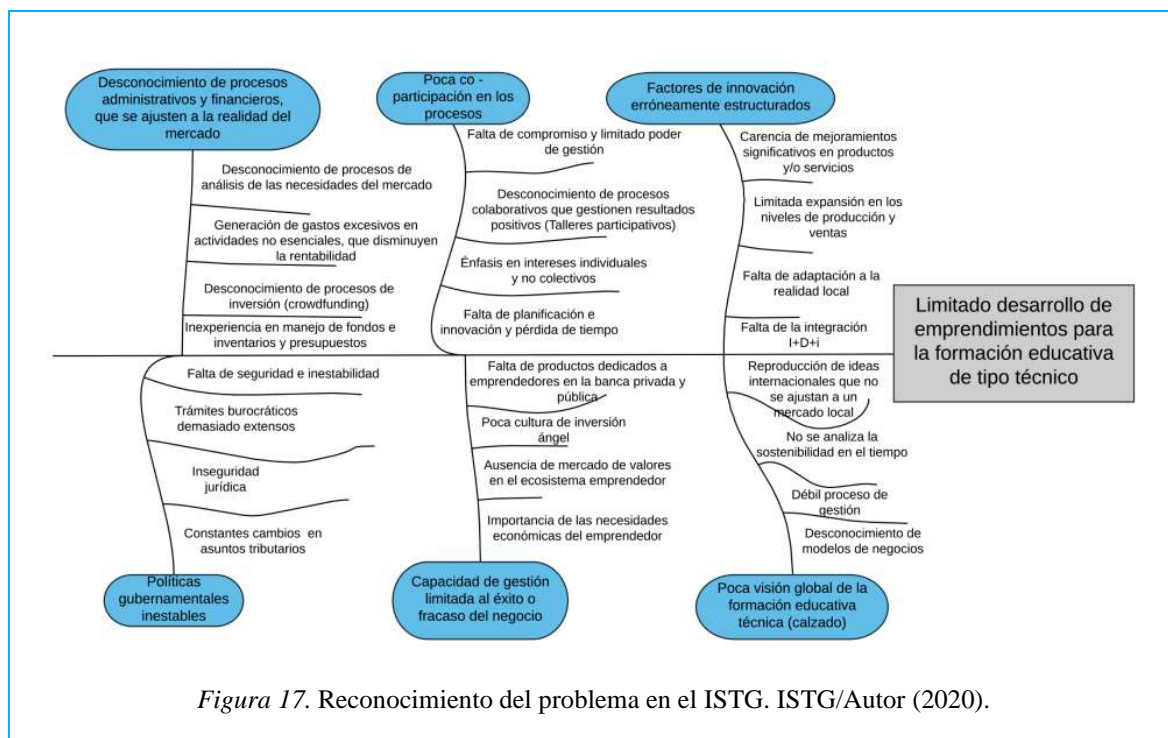 Desconocimiento de procesos
administrativos y financieros,
que se ajusten a la realidad del
mercado
Desconocimiento de procesos de
análisis de las necesidades del mercado
Generación de gastos excesivos en
actividades no esenciales, que disminuyen
la rentabilidad
Desconocimiento de procesos de
inversión (crowdfunding)
Inexperiencia en manejo de fondos e
inventarios y presupuestos
Poca co -
participación en los
procesos
Falta de compromiso y limitado poder
de gestión
Desconocimiento de procesos
colaborativos que gestionen resultados
positivos (Talleres participativos)
Énfasis en intereses individuales
y no colectivos
Falta de planificación e
innovación y pérdida de tiempo
Factores de innovación
erróneamente estructurados
Carencia de mejoramientos
significativos en productos
y/o servicios
Limitada expansión en los
niveles de producción y
ventas
Falta de adaptación a la
realidad local
Falta de la integración
I+D+i
Limitado desarrollo de
emprendimientos para
la formación educativa
de tipo técnico
Falta de seguridad e inestabilidad
Trámites burocráticos
demasiado extensos
Inseguridad
jurídica
Constantes cambios en
asuntos tributarios
Políticas
gubernamentales
inestables
Falta de productos dedicados a
emprendedores en la banca privada y
pública
Poca cultura de inversión
ángel
Ausencia de mercado de valores
en el ecosistema emprendedor
Importancia de las necesidades
económicas del emprendedor
Capacidad de gestión
limitada al éxito o
fracaso del negocio
Reproducción de ideas
internacionales que no
se ajustan a un
mercado local
No se analiza la
sostenibilidad en el tiempo
Débil proceso de
gestión
Desconocimiento de
modelos de negocios
Poca visión global de la
formación educativa
técnica (calzado)
Figura 17. Reconocimiento del problema en el ISTG. ISTG/Autor (2020).